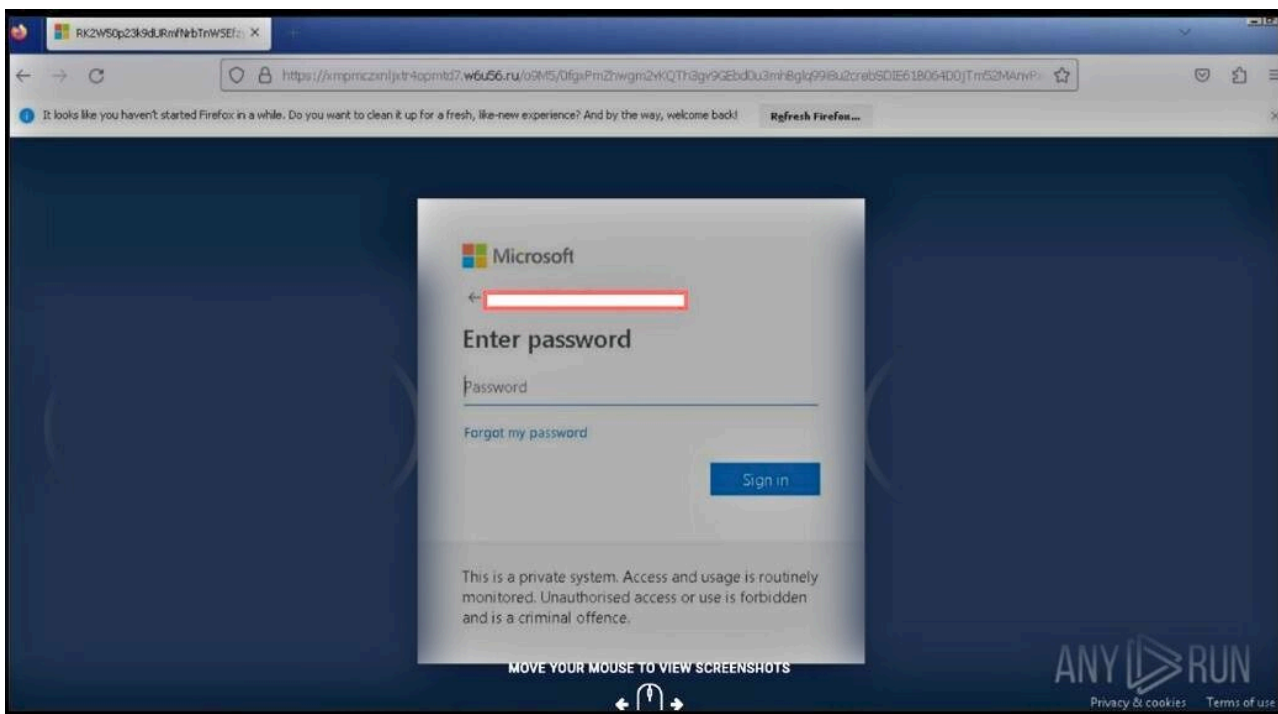 It looks like you haven't started Firefox in a while. Do you want to clean it up for a fresh, like-new experience? And by the way, welcome back! Refresh Firefox...
Microsoft
Enter password
Password
Forgot my password
Sign in
This is a private system. Access and usage is routinely
monitored. Unauthorised access or use is forbidden
and is a criminal offence.
MOVE YOUR MOUSE TO VIEW SCREENSHOTS
ANY RUN
Privacy & cookies Terms of use